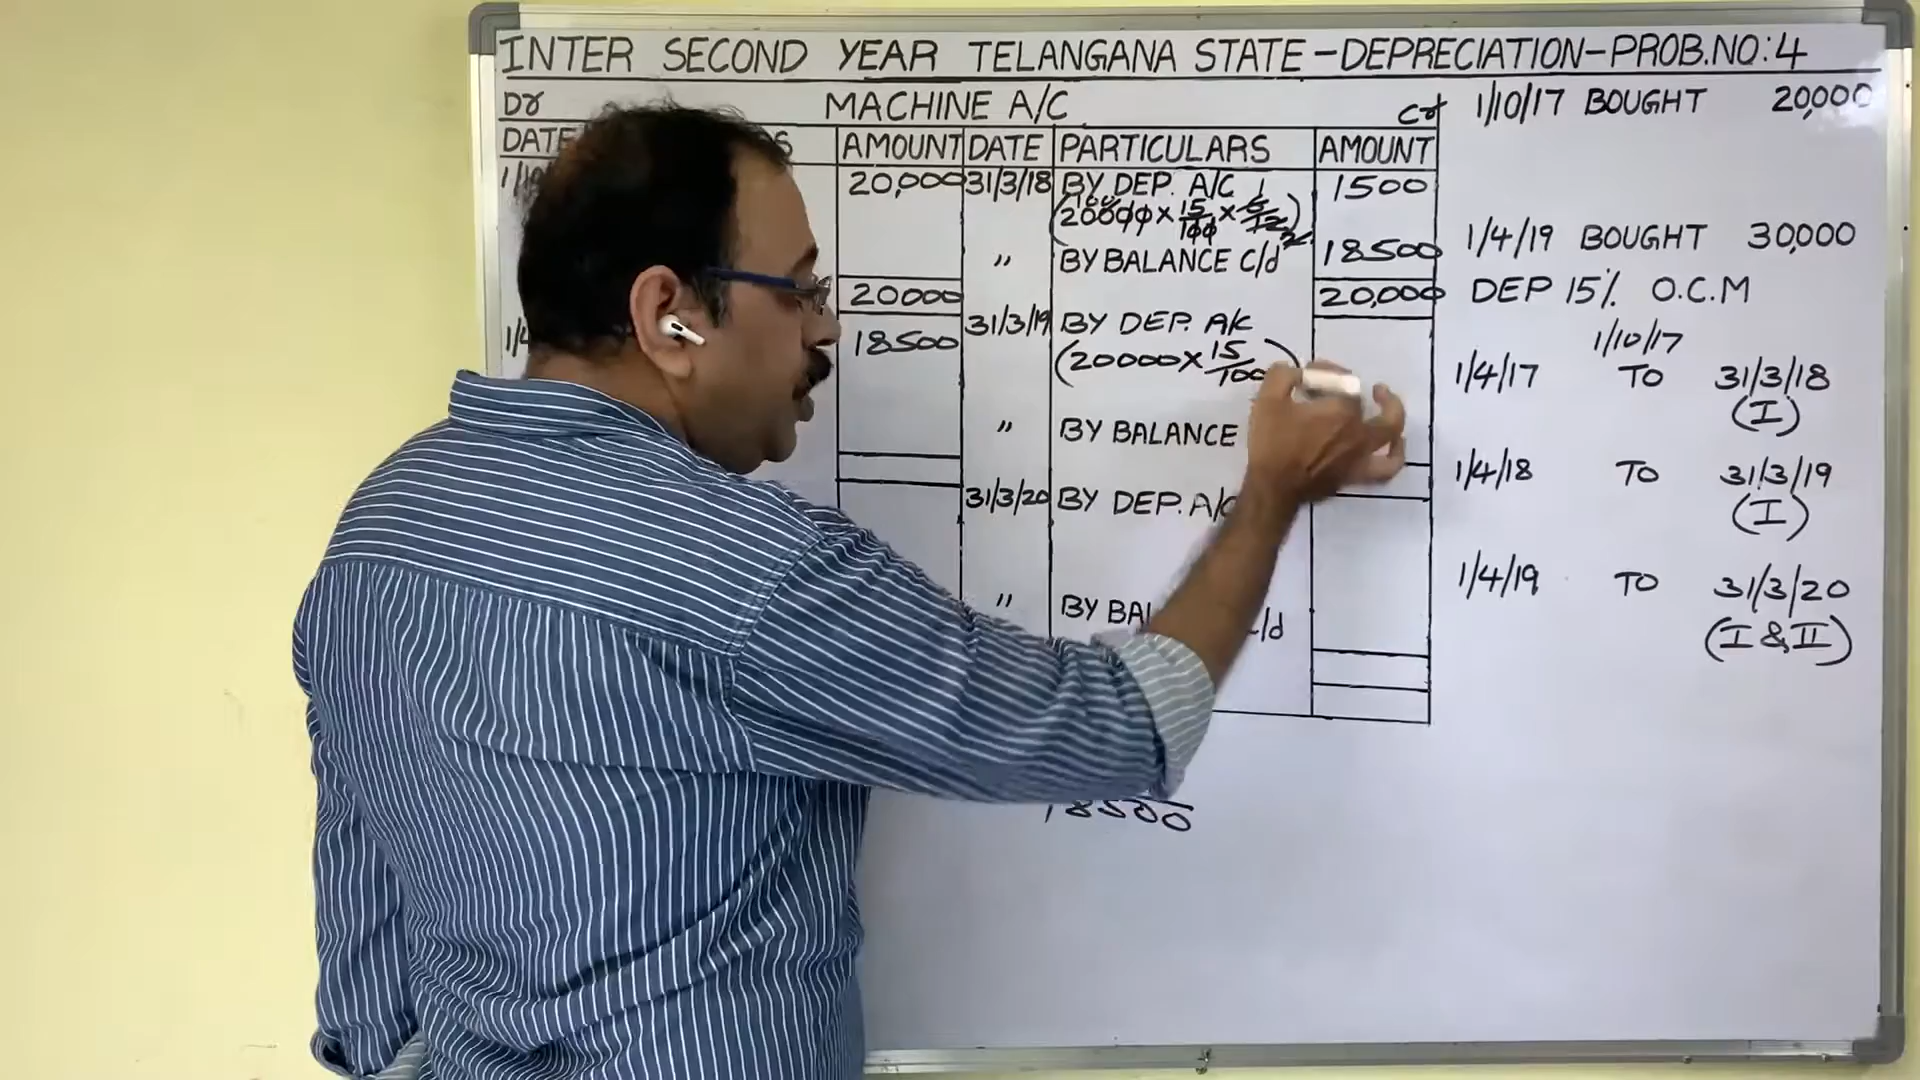 INTER SECOND YEAR TELANGANA STATE - DEPRECIATION - PROB.NO:4
Dr MACHINE A/C Cr
DATE AMOUNT DATE PARTICULARS AMOUNT
20,000 31/3/18 BY DEP. A/C 1500
(20000 × 15/100 × 6/12)
" BY BALANCE C/d 18500
20000 20,000
18500 31/3/19 BY DEP. A/C
(20000 × 15/100
" BY BALANCE
31/3/20 BY DEP. A/C
" BY BAL /d
18500
1/10/17 BOUGHT 20,000
1/4/19 BOUGHT 30,000
DEP 15% O.C.M
1/10/17
1/4/17 TO 31/3/18
(I)
1/4/18 TO 31/3/19
(I)
1/4/19 TO 31/3/20
(I & II)